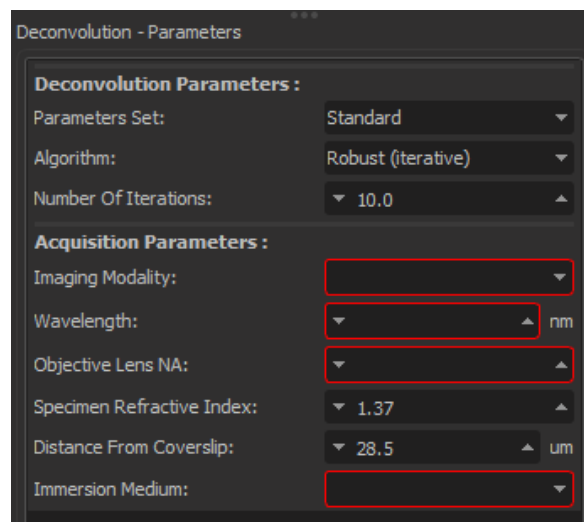 Deconvolution - Parameters
Deconvolution Parameters :
Parameters Set: Standard
Algorithm: Robust (iterative)
Number Of Iterations: 10.0
Acquisition Parameters :
Imaging Modality:
Wavelength: nm
Objective Lens NA:
Specimen Refractive Index: 1.37
Distance From Coverslip: 28.5 um
Immersion Medium: